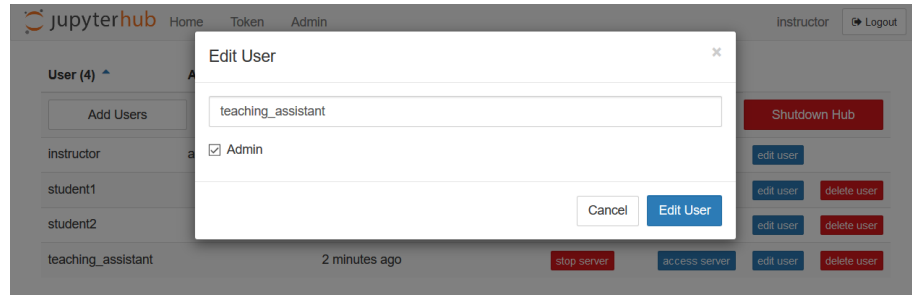 jupyterhub Home Token Admin instructor Logout
Edit User ×
User (4) A
teaching_assistant
Add Users Shutdown Hub
Admin
instructor a edit user
student1 edit user delete user
Cancel Edit User
student2 edit user delete user
teaching_assistant 2 minutes ago stop server access server edit user delete user